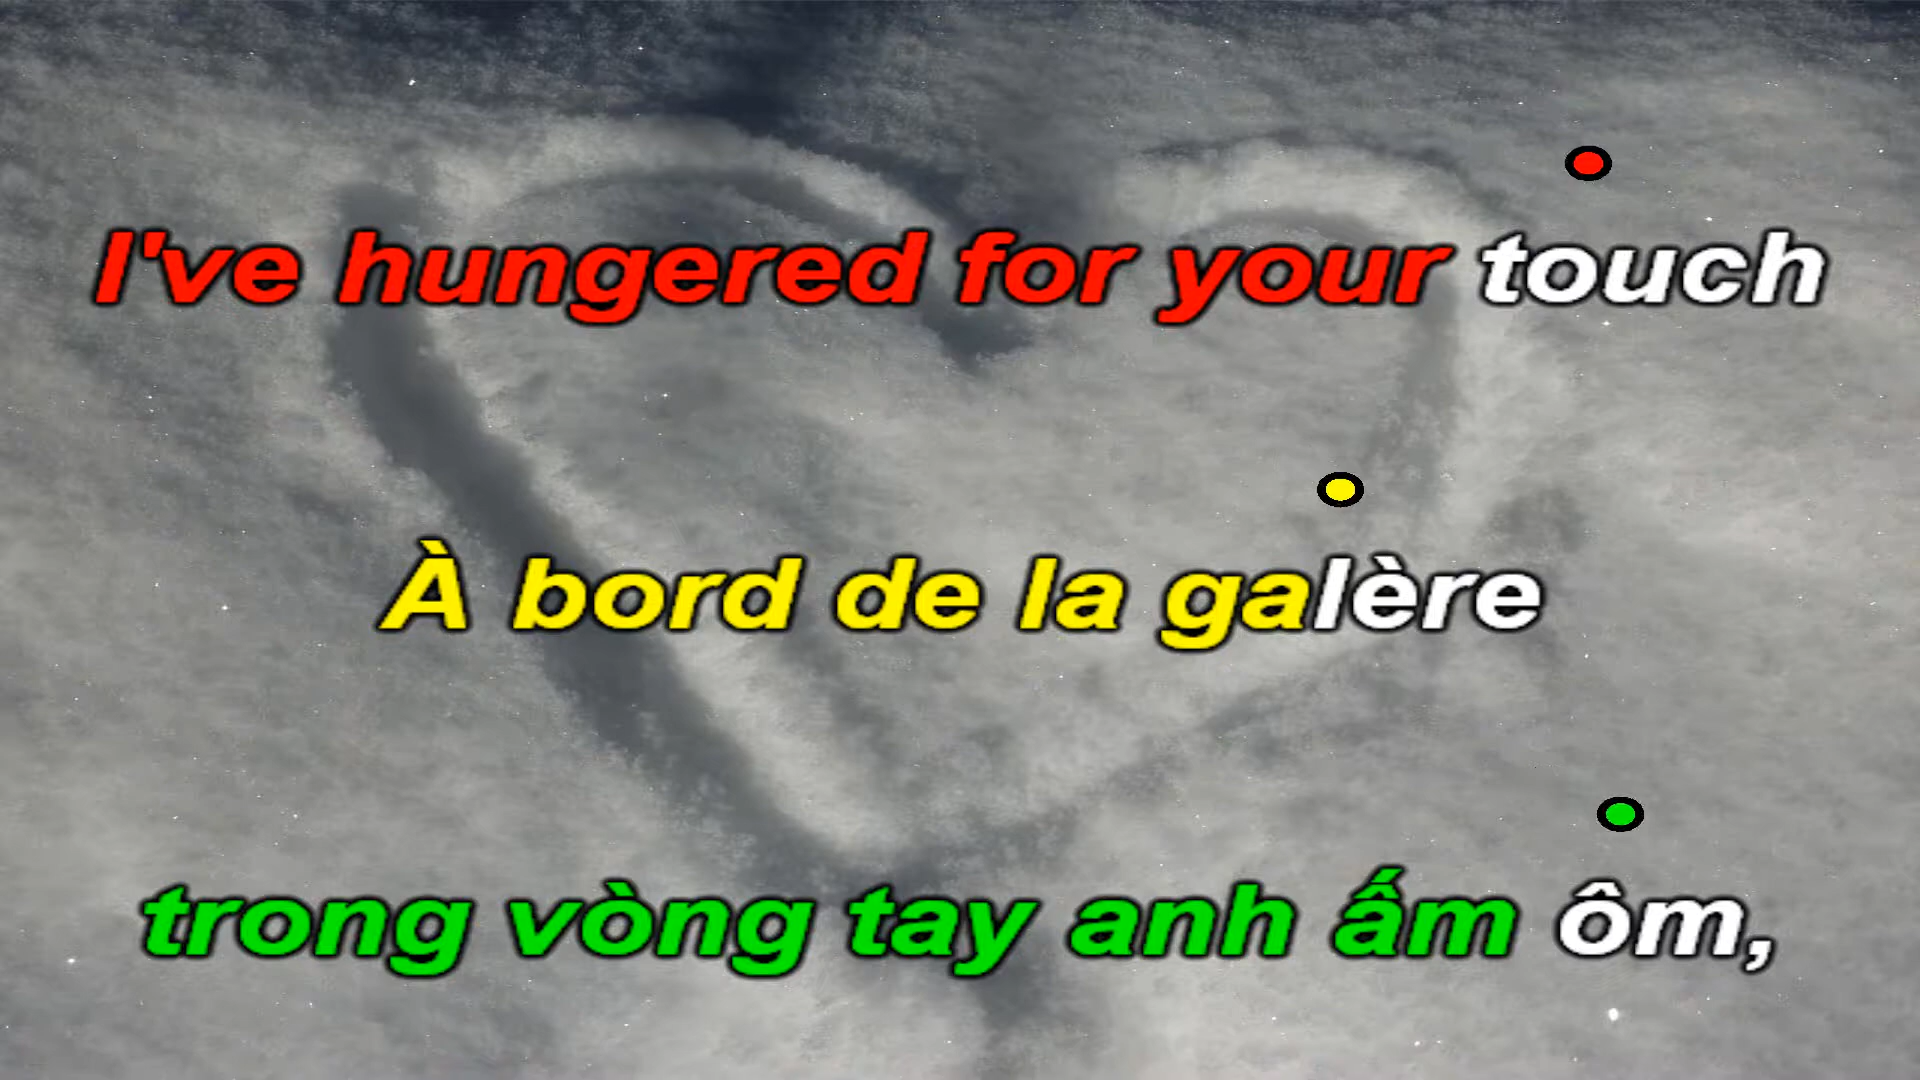 I've hungered for your touch
À bord de la galère
trong vòng tay anh ấm ôm,